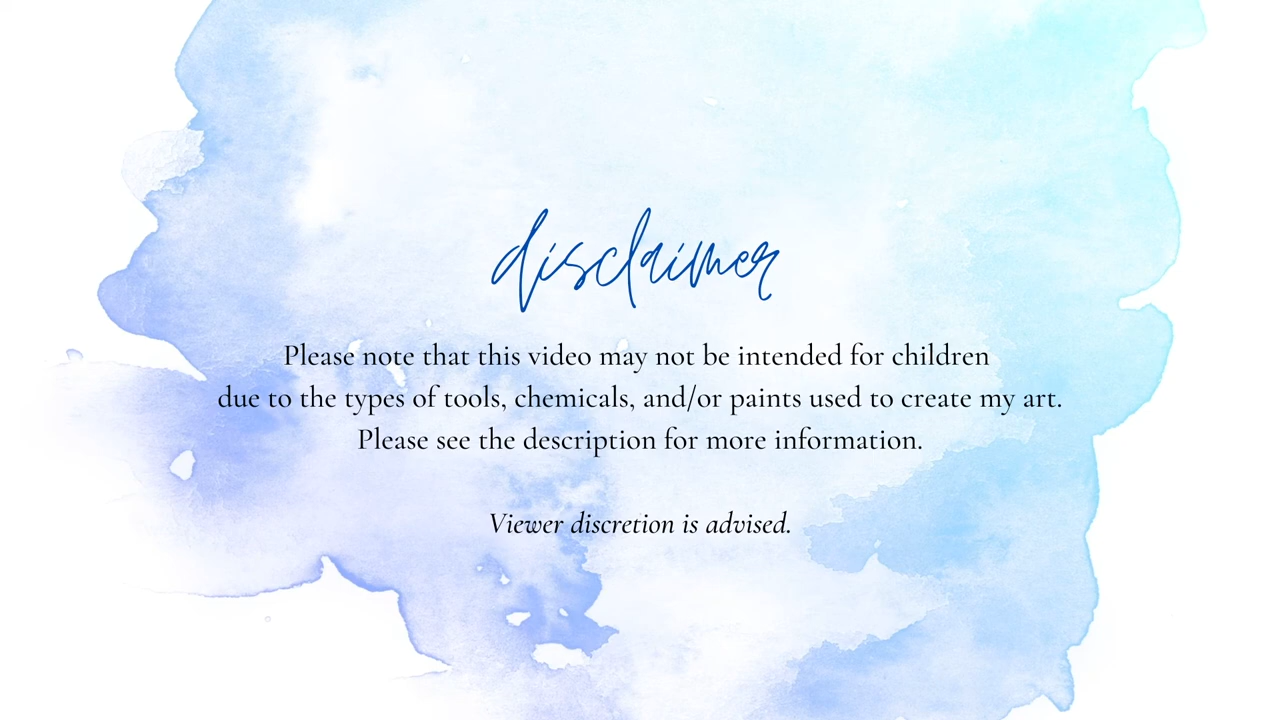 disclaimer
Please note that this video may not be intended for children
due to the types of tools, chemicals, and/or paints used to create my art.
Please see the description for more information.
Viewer discretion is advised.